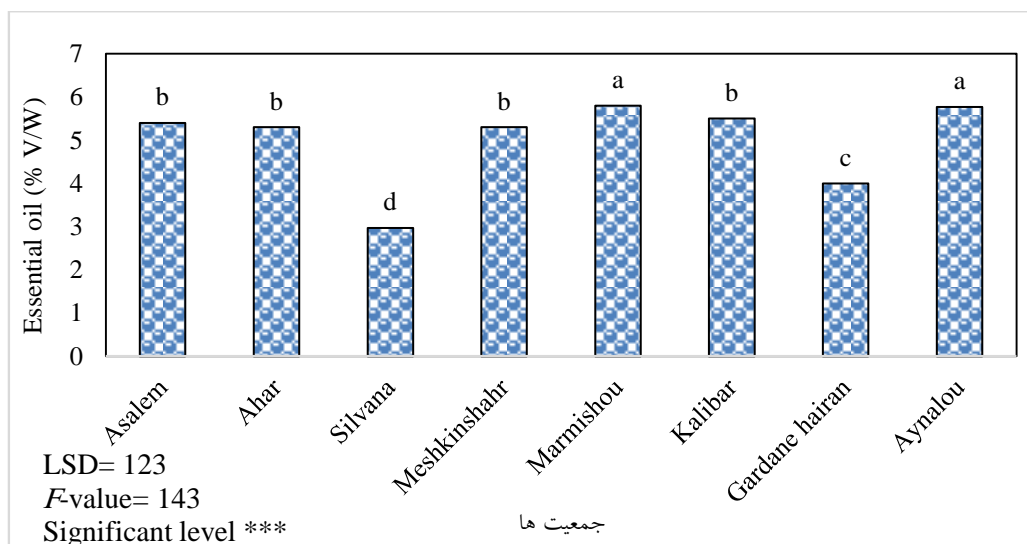 Essential oil (% V/W)
7
6
5
4
3
2
1
0
b
b
d
b
a
b
c
a
Asalem
Ahar
Silvana
Meshkinshahr
Marmishou
Kalibar
Gardane hairan
Aynalou
جمعیت ها
LSD= 123
F-value= 143
Significant level ***